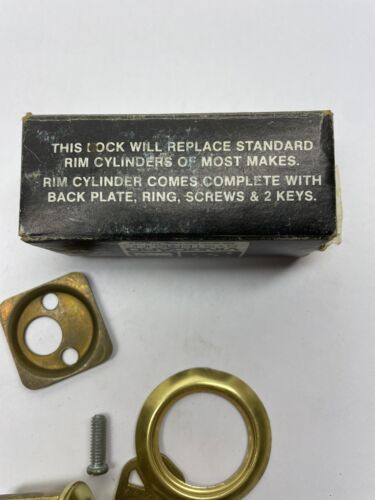 THIS LOCK WILL REPLACE STANDARD
RIM CYLINDERS OF MOST MAKES.
RIM CYLINDER COMES COMPLETE WITH
BACK PLATE, RING, SCREWS & 2 KEYS.